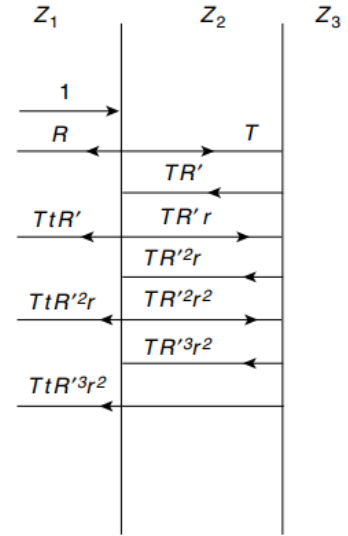 Z₁ Z₂ Z₃
1
R T
TR′
TtR′ TR′r
TR′²r
TtR′²r TR′²r²
TR′³r²
TtR′³r²